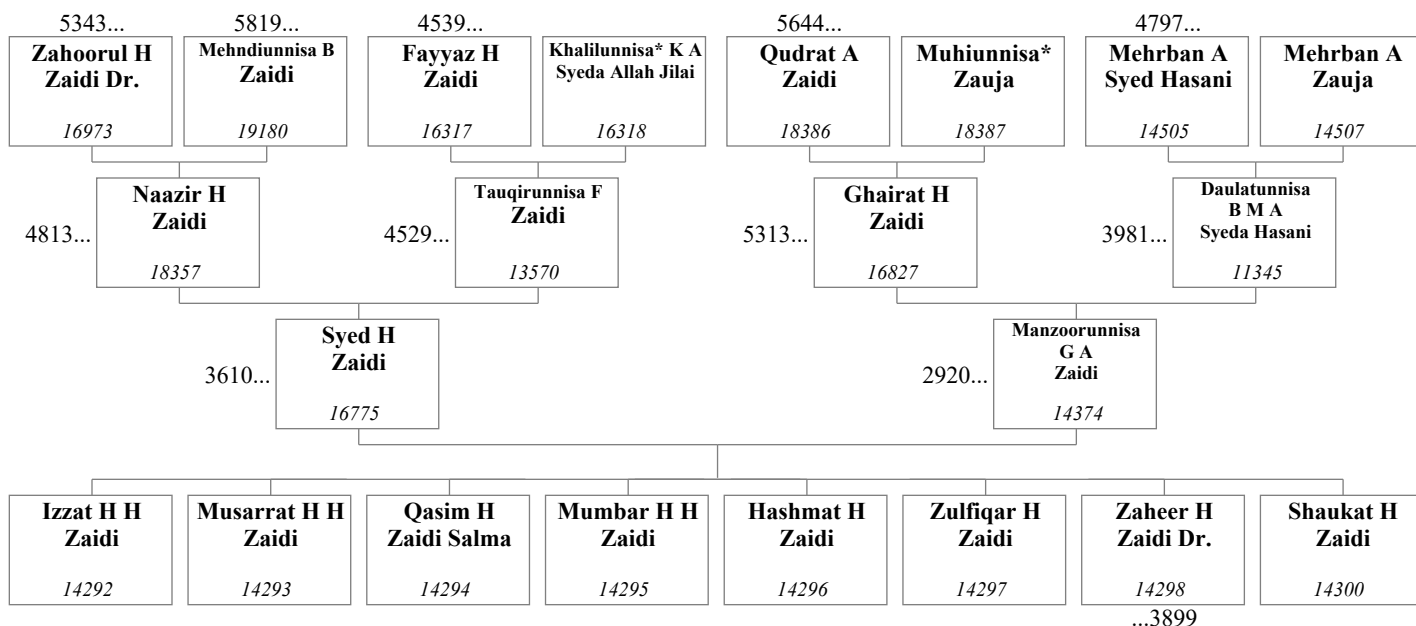 5343...
5819...
4539...
5644...
4797...
Zahoorul H
Zaidi Dr.
16973
Mehndiunnisa B
Zaidi
19180
Fayyaz H
Zaidi
16317
Khalilunnisa* K A
Syeda Allah Jilai
16318
Qudrat A
Zaidi
18386
Muhiunnisa*
Zauja
18387
Mehrban A
Syed Hasani
14505
Mehrban A
Zauja
14507
4813...
Naazir H
Zaidi
18357
4529...
Tauqirunnisa F
Zaidi
13570
5313...
Ghairat H
Zaidi
16827
3981...
Daulatunnisa
B M A
Syeda Hasani
11345
3610...
Syed H
Zaidi
16775
2920...
Manzoorunnisa
G A
Zaidi
14374
Izzat H H
Zaidi
14292
Musarrat H H
Zaidi
14293
Qasim H
Zaidi Salma
14294
Mumbar H H
Zaidi
14295
Hashmat H
Zaidi
14296
Zulfiqar H
Zaidi
14297
Zaheer H
Zaidi Dr.
14298
Shaukat H
Zaidi
14300
...3899